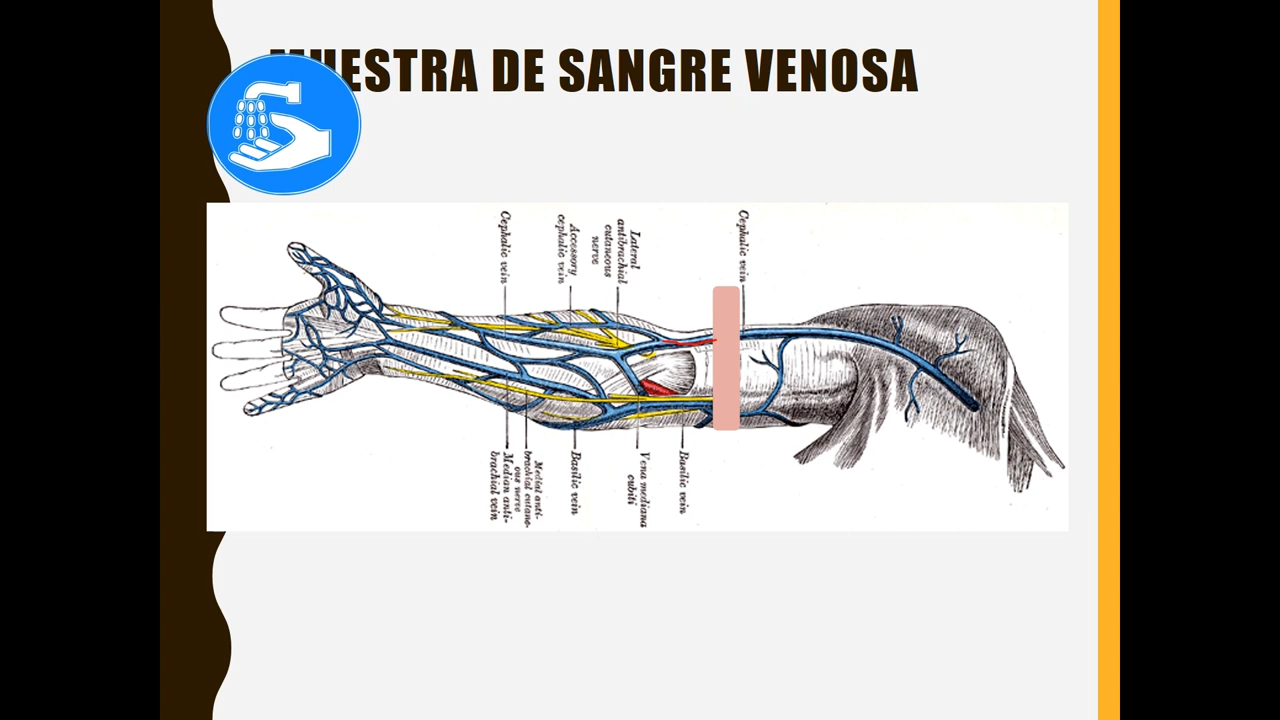 MUESTRA DE SANGRE VENOSA
Cephalic vein
Accessory
cephalic vein
Lateral
antibrachial
cutaneous
nerve
Cephalic vein
Median anti-
brachial vein
Medial anti-
brachial cutane-
ous nerve
Basilic vein
Vena mediana
cubiti
Basilic vein